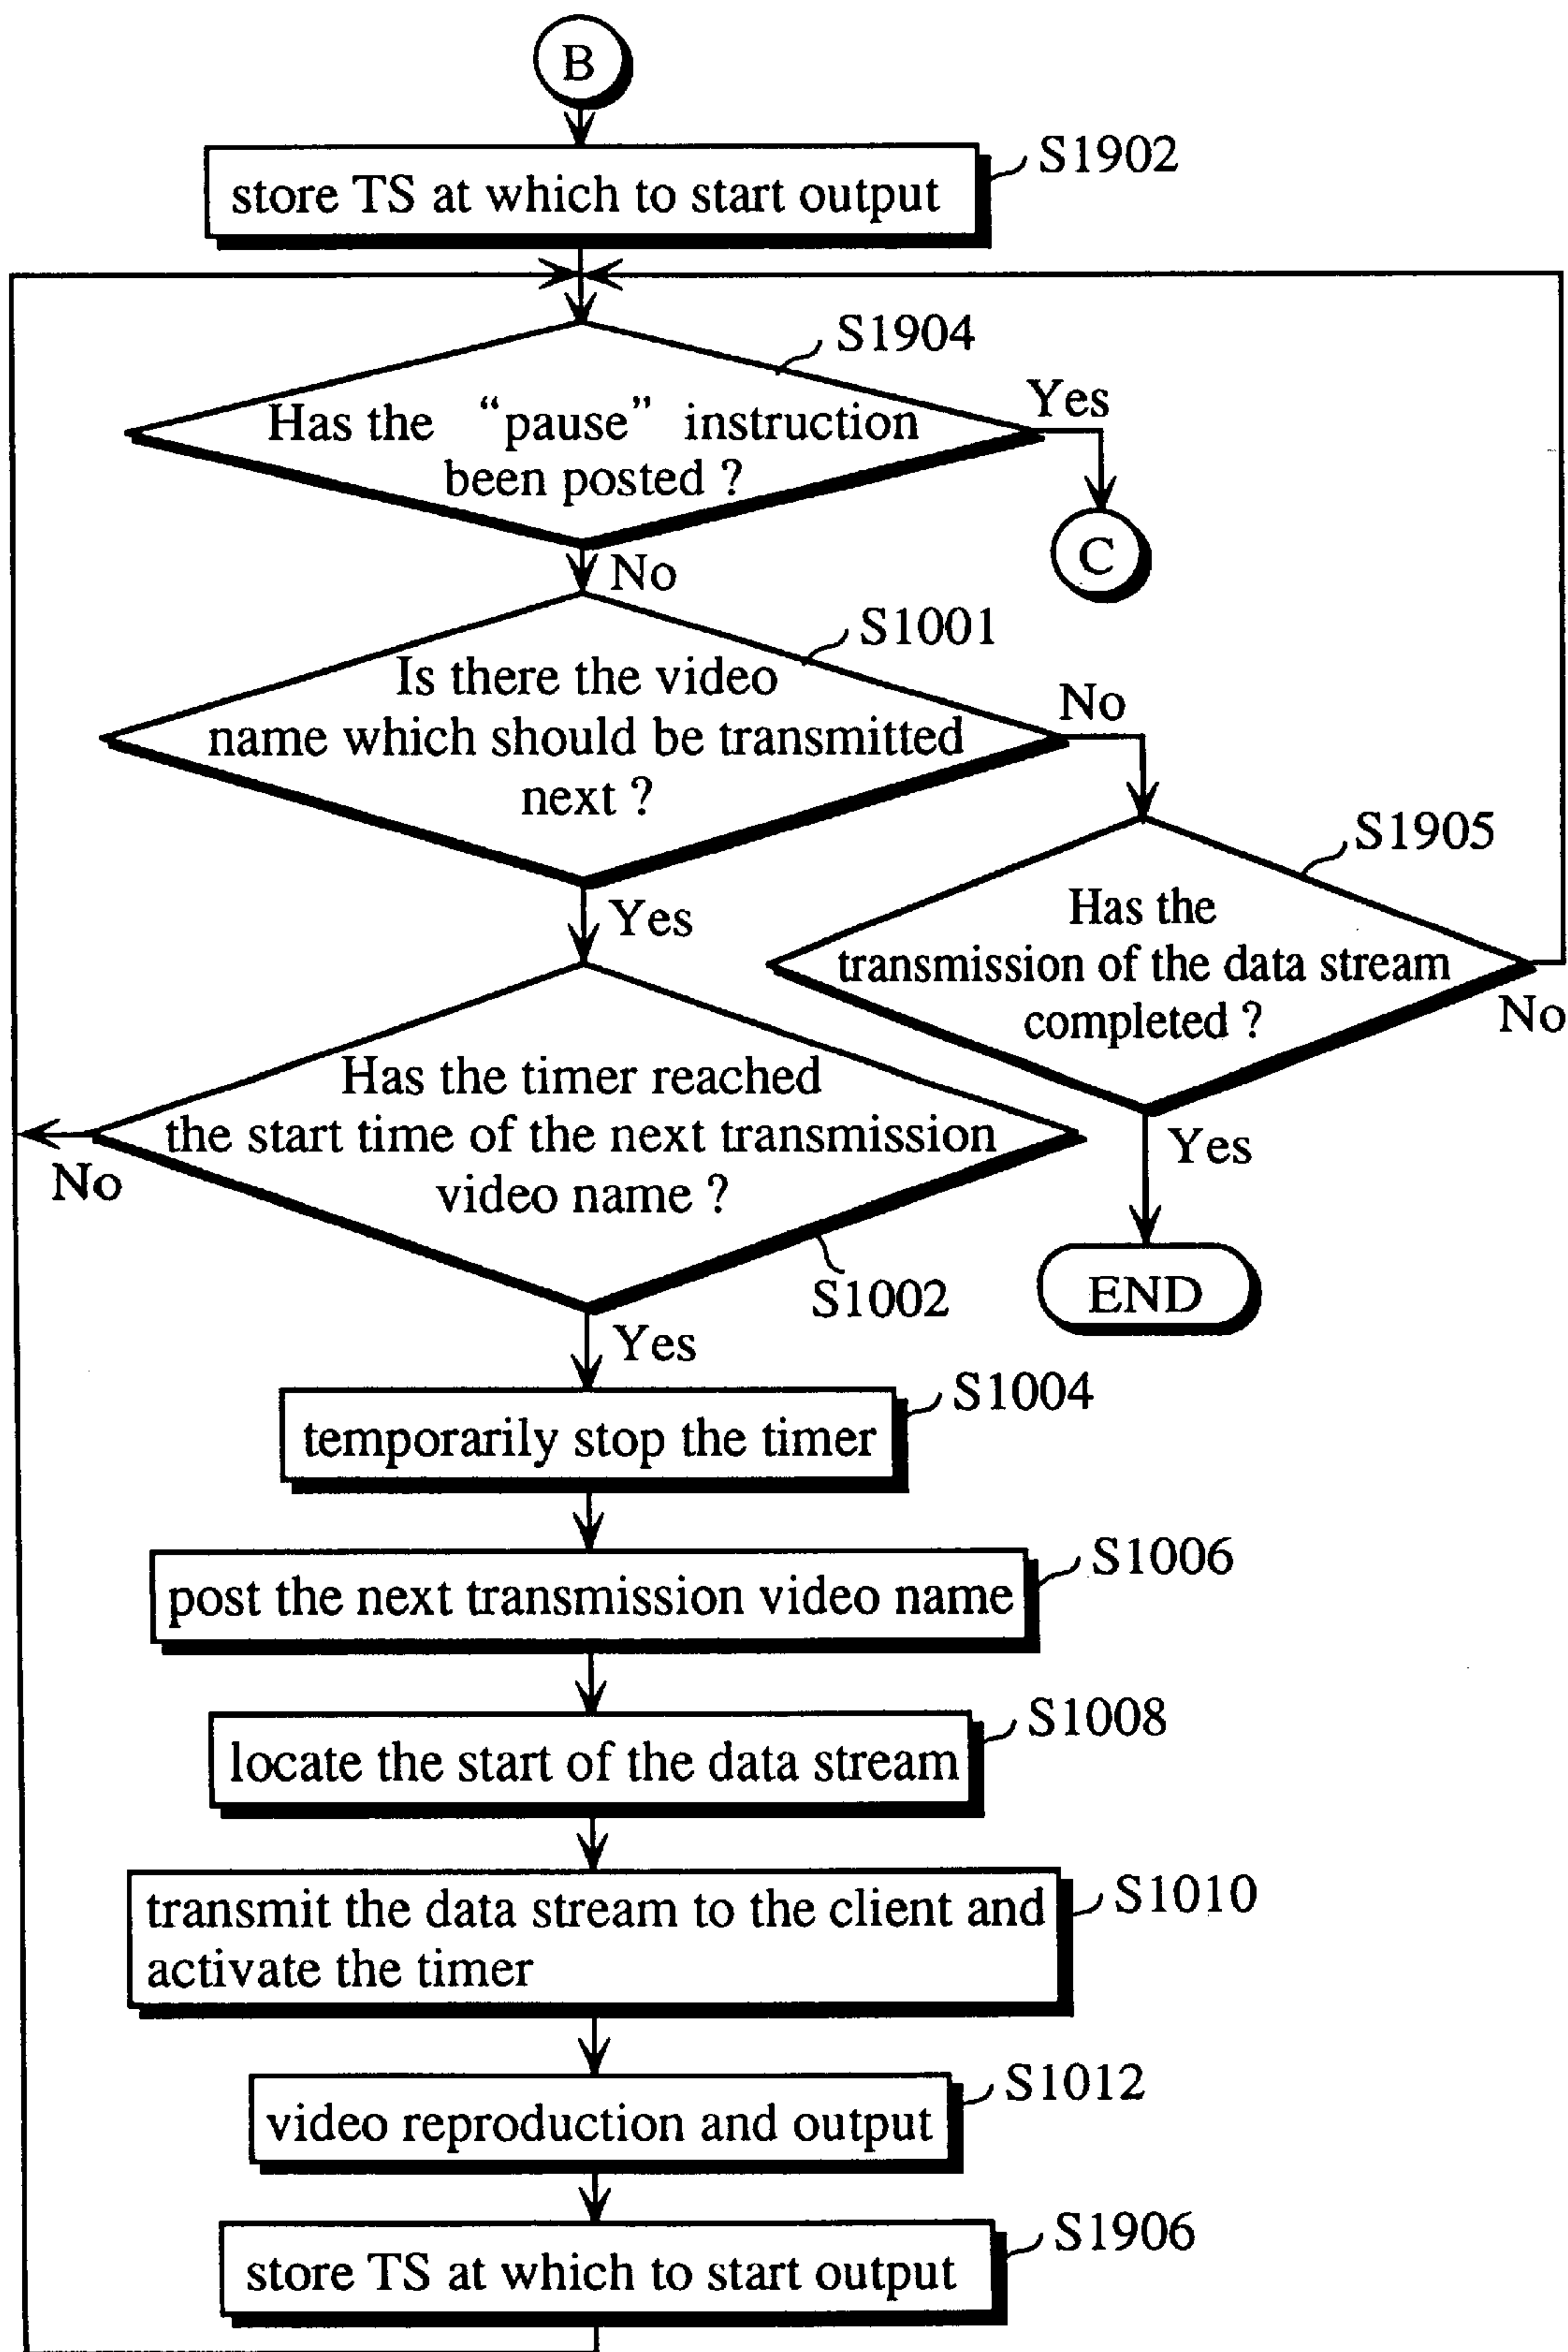 B
store TS at which to start output
S1902
S1904
Has the “pause” instruction
been posted ?
Yes
C
No
S1001
Is there the video
name which should be transmitted
next ?
No
Yes
S1905
Has the
transmission of the data stream
completed ?
No
Yes
END
Has the timer reached
the start time of the next transmission
video name ?
No
S1002
Yes
temporarily stop the timer
S1004
post the next transmission video name
S1006
locate the start of the data stream
S1008
transmit the data stream to the client and
activate the timer
S1010
video reproduction and output
S1012
store TS at which to start output
S1906